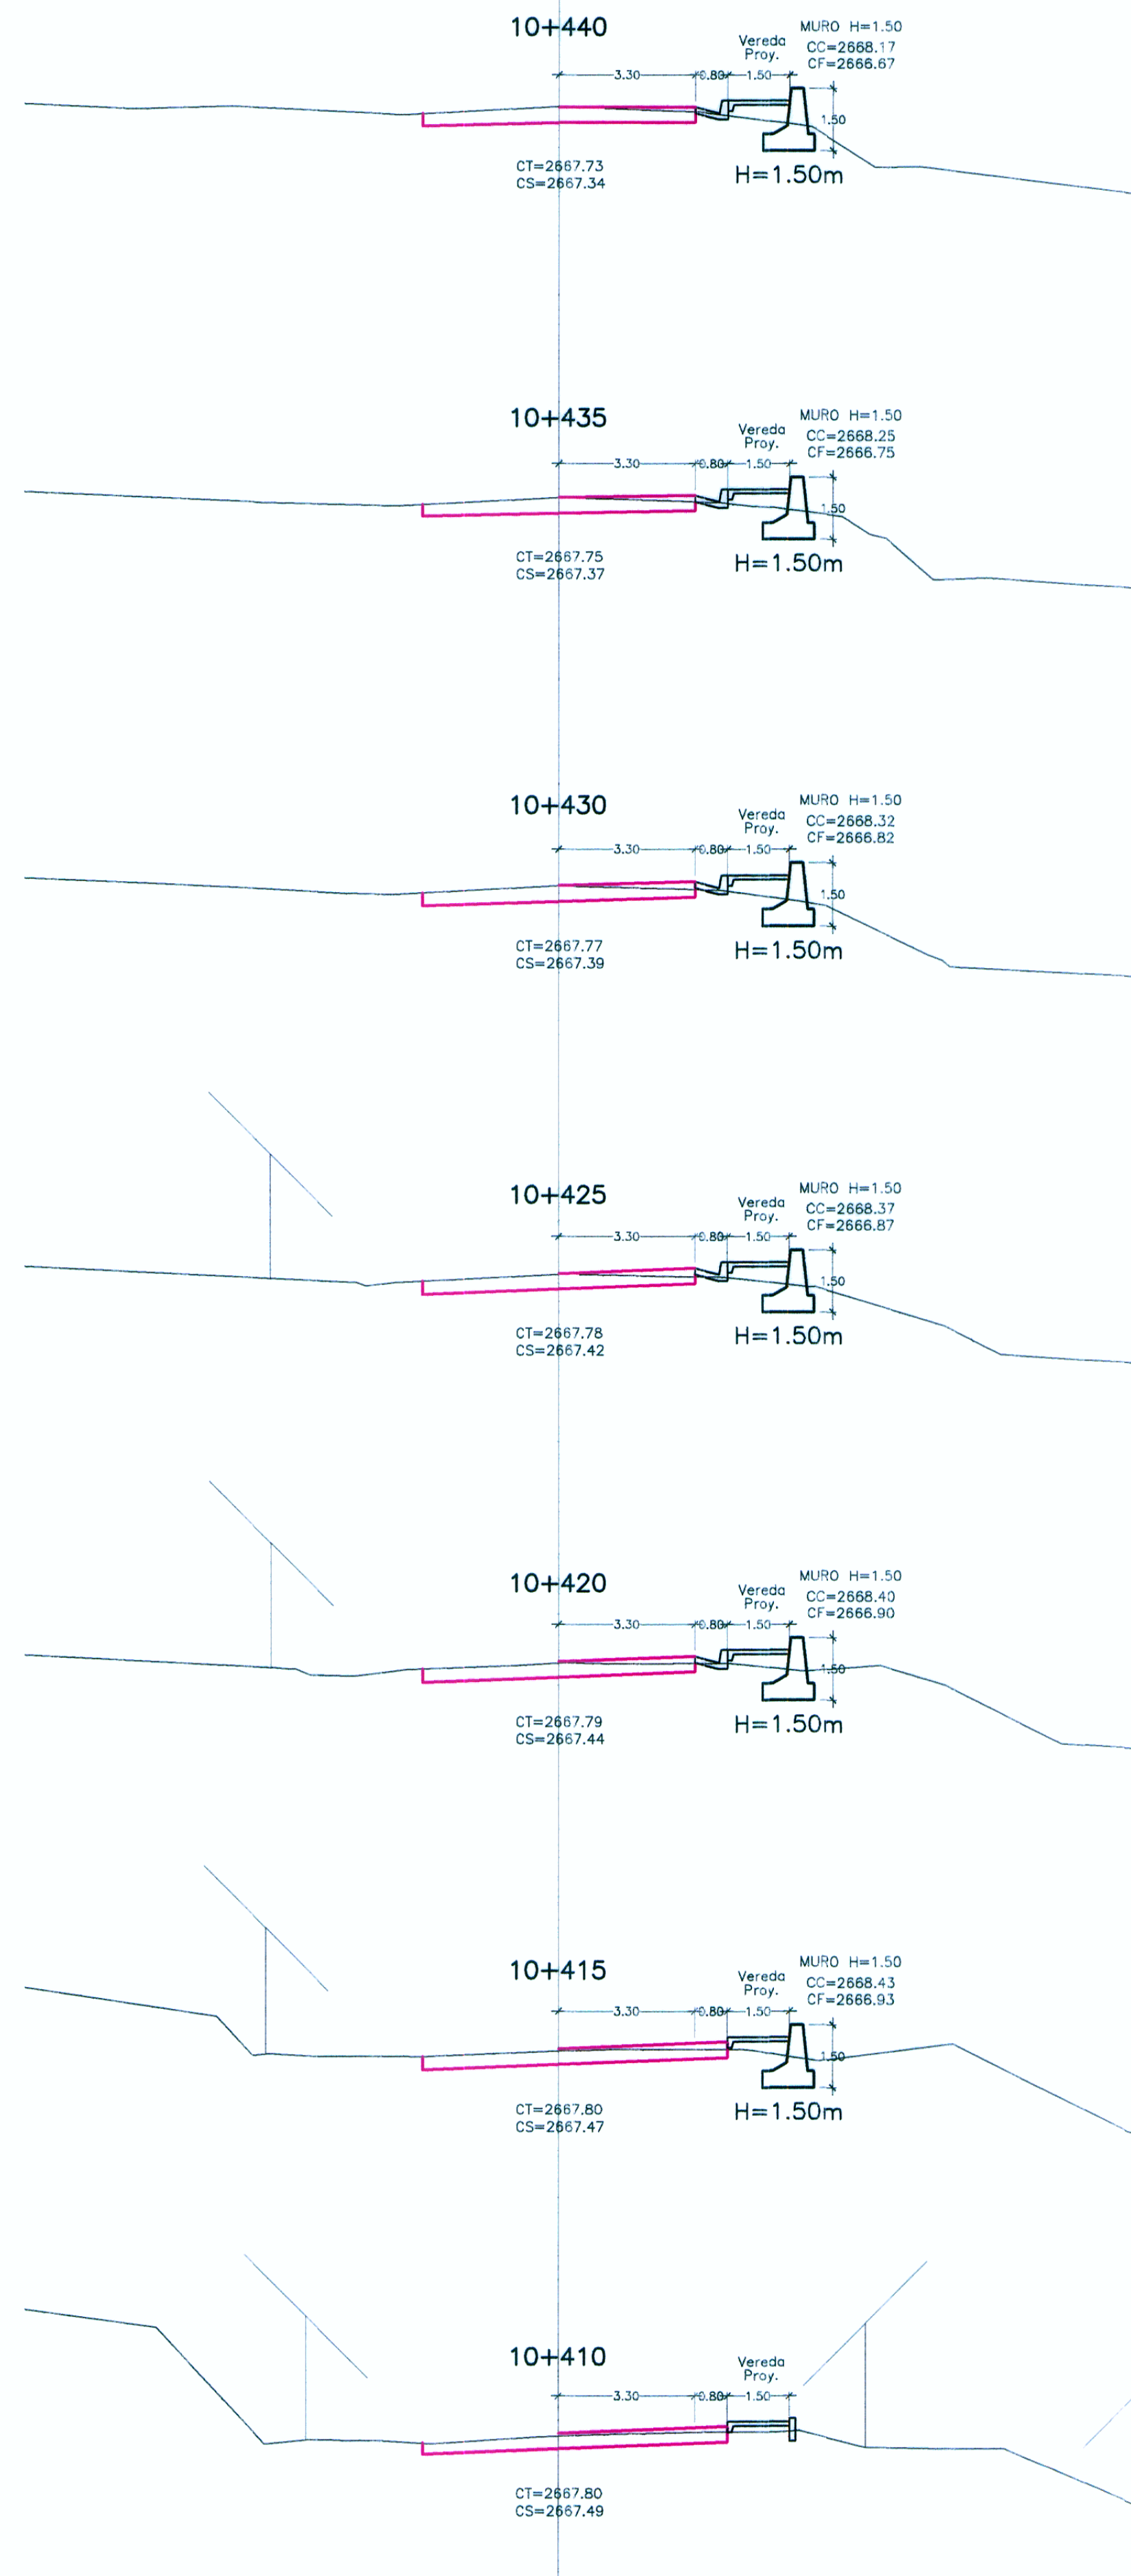 10+440
MURO H=1.50
CC=2668.17
CF=2666.67
Vereda
Proy.
3.30 0.80 1.50
1.50
CT=2667.73
CS=2667.34
H=1.50m
10+435
MURO H=1.50
CC=2668.25
CF=2666.75
Vereda
Proy.
3.30 0.80 1.50
1.50
CT=2667.75
CS=2667.37
H=1.50m
10+430
MURO H=1.50
CC=2668.32
CF=2666.82
Vereda
Proy.
3.30 0.80 1.50
1.50
CT=2667.77
CS=2667.39
H=1.50m
10+425
MURO H=1.50
CC=2668.37
CF=2666.87
Vereda
Proy.
3.30 0.80 1.50
1.50
CT=2667.78
CS=2667.42
H=1.50m
10+420
MURO H=1.50
CC=2668.40
CF=2666.90
Vereda
Proy.
3.30 0.80 1.50
1.50
CT=2667.79
CS=2667.44
H=1.50m
10+415
MURO H=1.50
CC=2668.43
CF=2666.93
Vereda
Proy.
3.30 0.80 1.50
1.50
CT=2667.80
CS=2667.47
H=1.50m
10+410
Vereda
Proy.
3.30 0.80 1.50
CT=2667.80
CS=2667.49